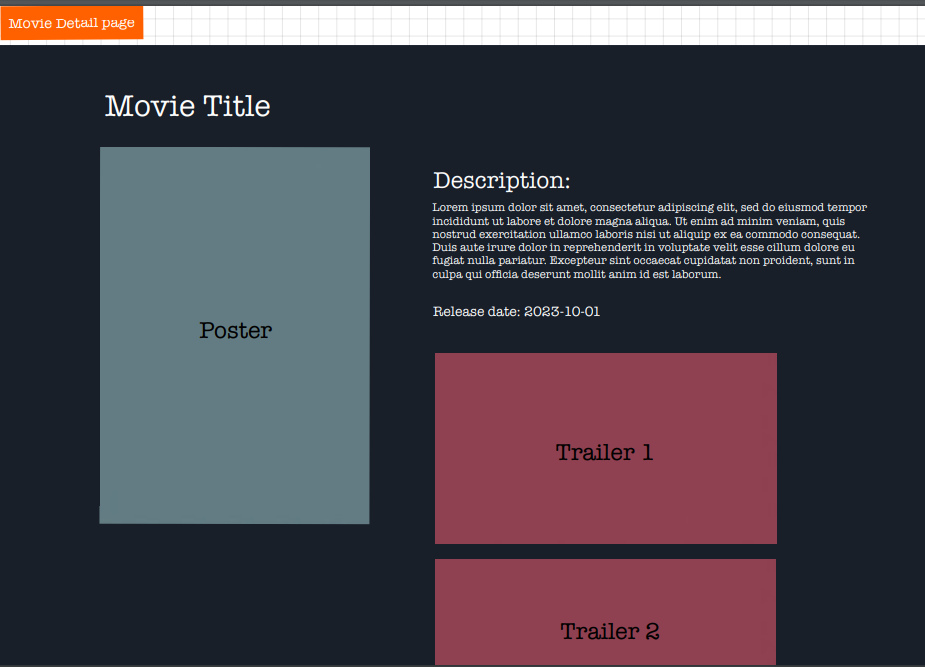 Movie Detail page
Movie Title
Poster
Description:
Lorem ipsum dolor sit amet, consectetur adipiscing elit, sed do eiusmod tempor
incididunt ut labore et dolore magna aliqua. Ut enim ad minim veniam, quis
nostrud exercitation ullamco laboris nisi ut aliquip ex ea commodo consequat.
Duis aute irure dolor in reprehenderit in voluptate velit esse cillum dolore eu
fugiat nulla pariatur. Excepteur sint occaecat cupidatat non proident, sunt in
culpa qui officia deserunt mollit anim id est laborum.
Release date: 2023-10-01
Trailer 1
Trailer 2